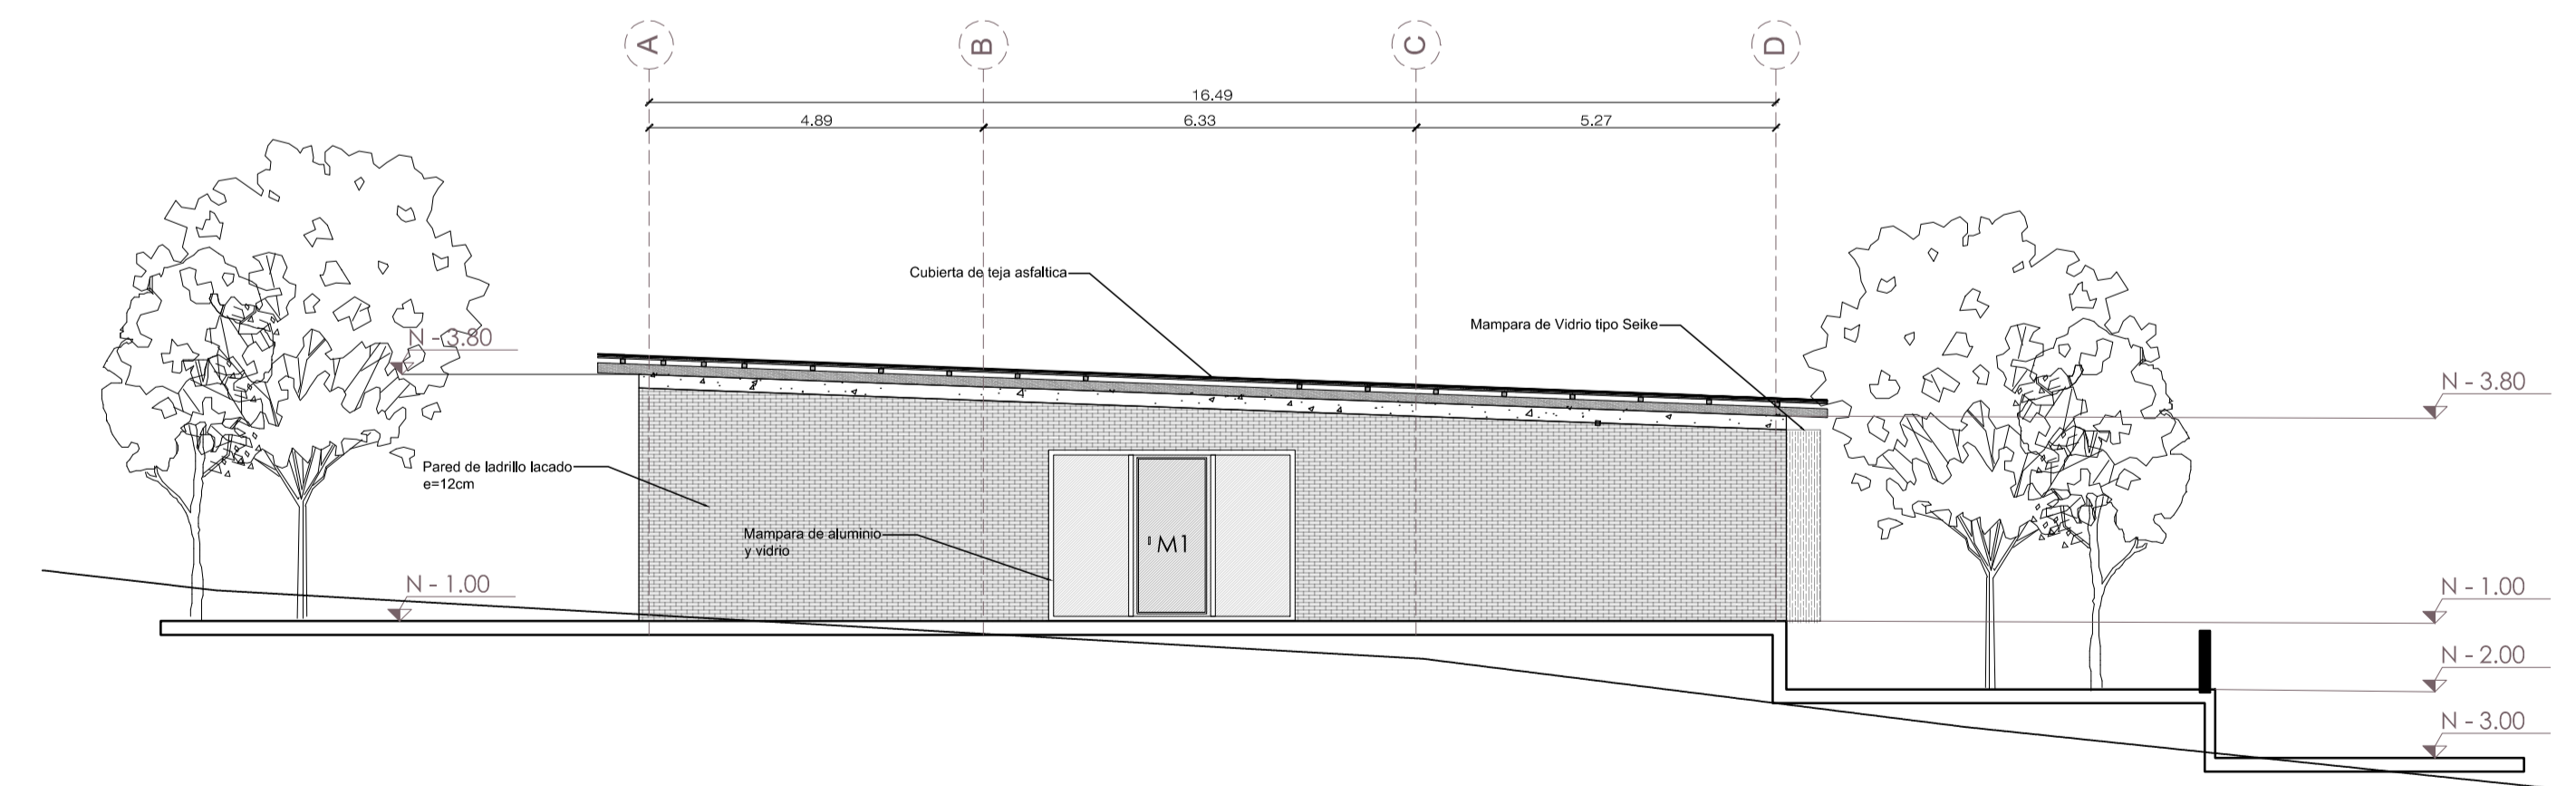 A
B
C
D
16.49
4.89
6.33
5.27
Cubierta de teja asfaltica
Mampara de Vidrio tipo Seike
N - 3.80
N - 3.80
Pared de ladrillo lacado
e=12cm
Mampara de aluminio
y vidrio
M1
N - 1.00
N - 1.00
N - 2.00
N - 3.00